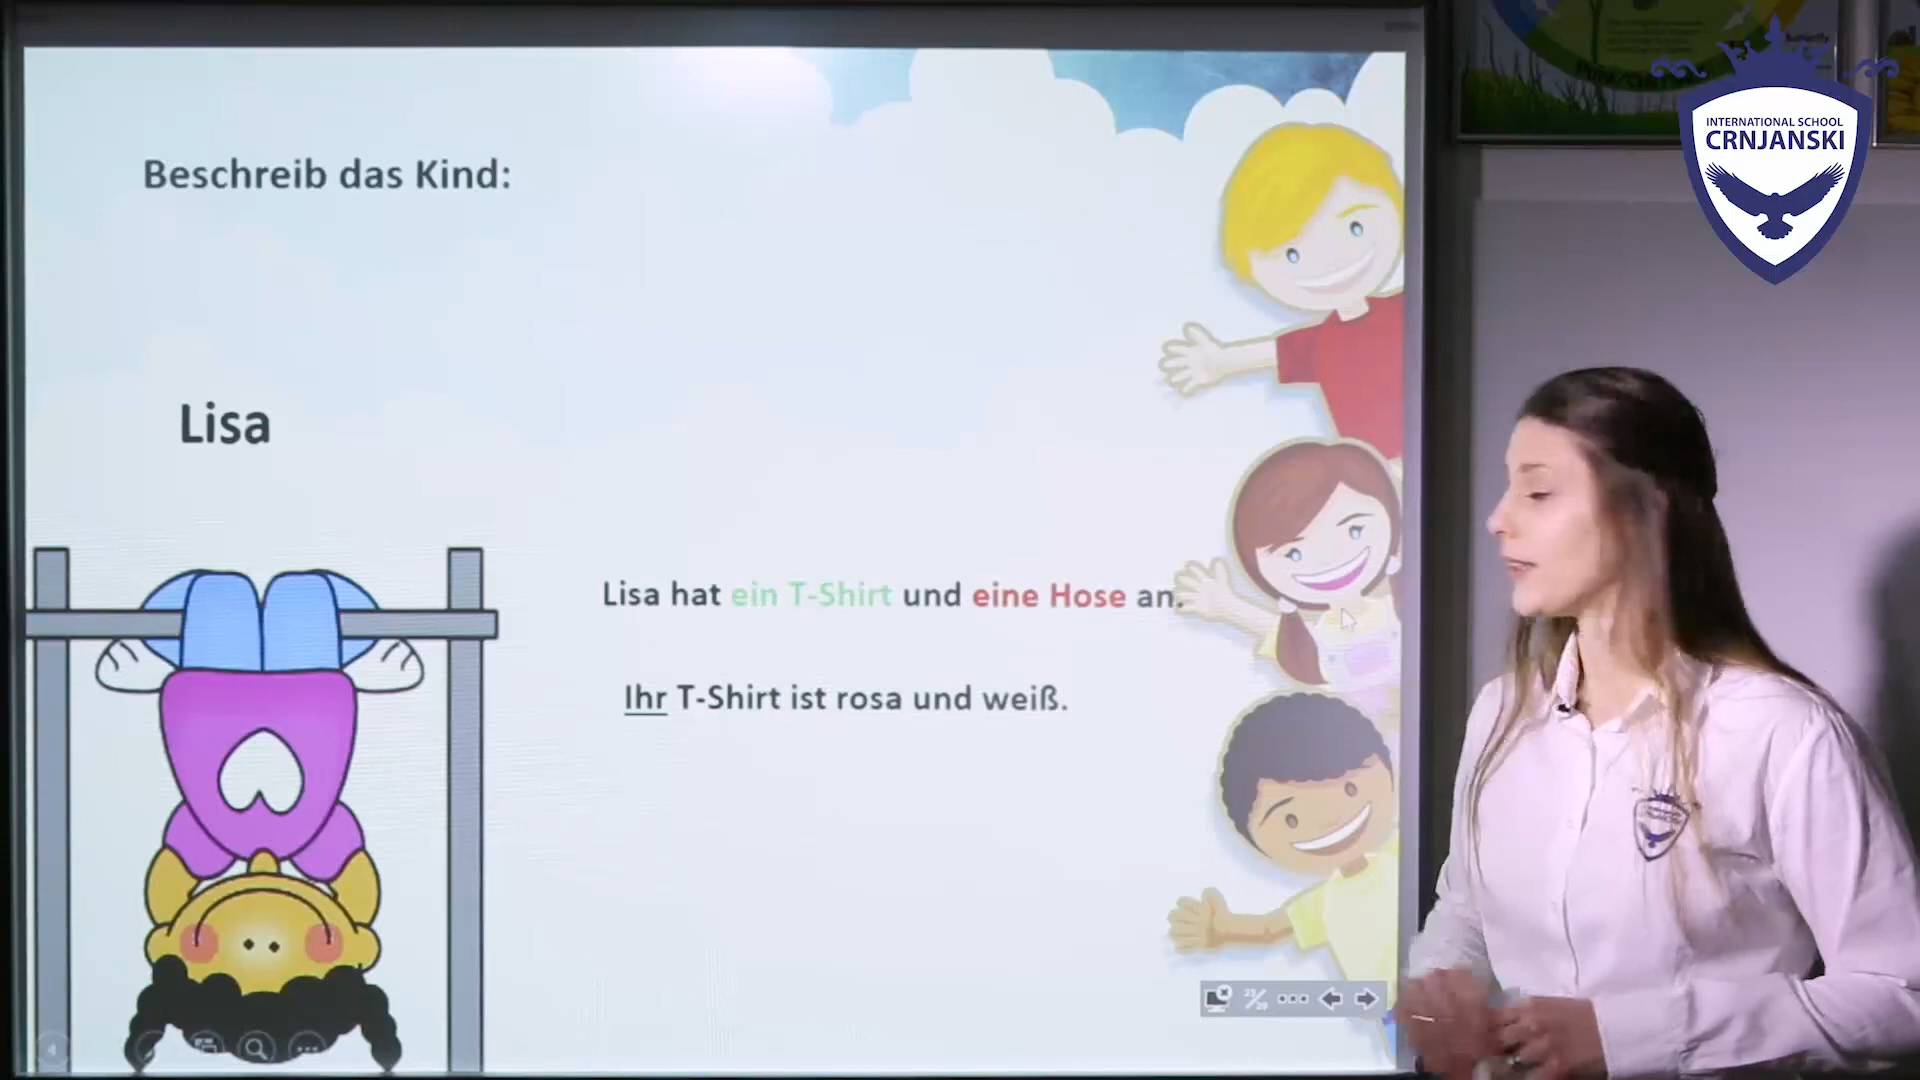 Beschreib das Kind:
Lisa
Lisa hat ein T-Shirt und eine Hose an.
Ihr T-Shirt ist rosa und weiß.
INTERNATIONAL SCHOOL
CRNJANSKI